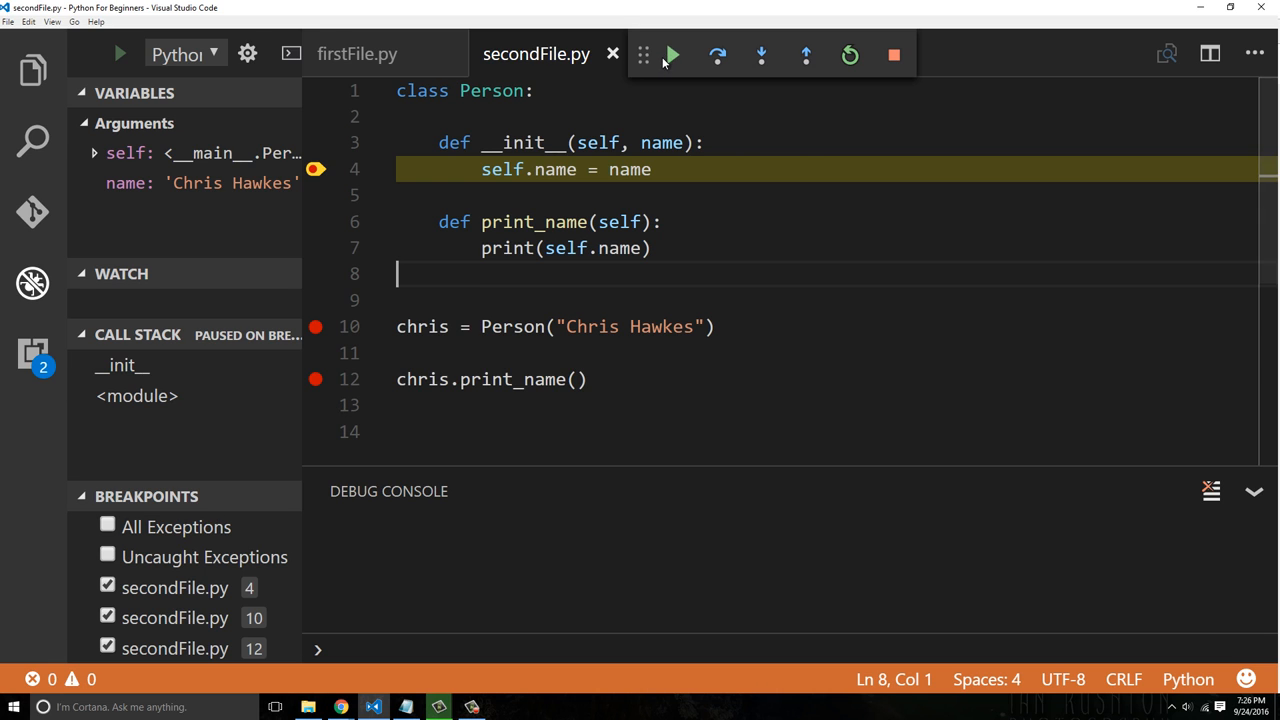 secondFile.py - Python For Beginners - Visual Studio Code
File Edit View Go Help
Pythor
firstFile.py
secondFile.py
VARIABLES
Arguments
self: <__main__.Per...
name: 'Chris Hawkes'
WATCH
CALL STACK PAUSED ON BRE...
__init__
<module>
BREAKPOINTS
All Exceptions
Uncaught Exceptions
secondFile.py 4
secondFile.py 10
secondFile.py 12
2
1 class Person:
2
3 def __init__(self, name):
4 self.name = name
5
6 def print_name(self):
7 print(self.name)
8
9
10 chris = Person("Chris Hawkes")
11
12 chris.print_name()
13
14
DEBUG CONSOLE
0 0
Ln 8, Col 1 Spaces: 4 UTF-8 CRLF Python
I'm Cortana. Ask me anything.
7:26 PM
9/24/2016